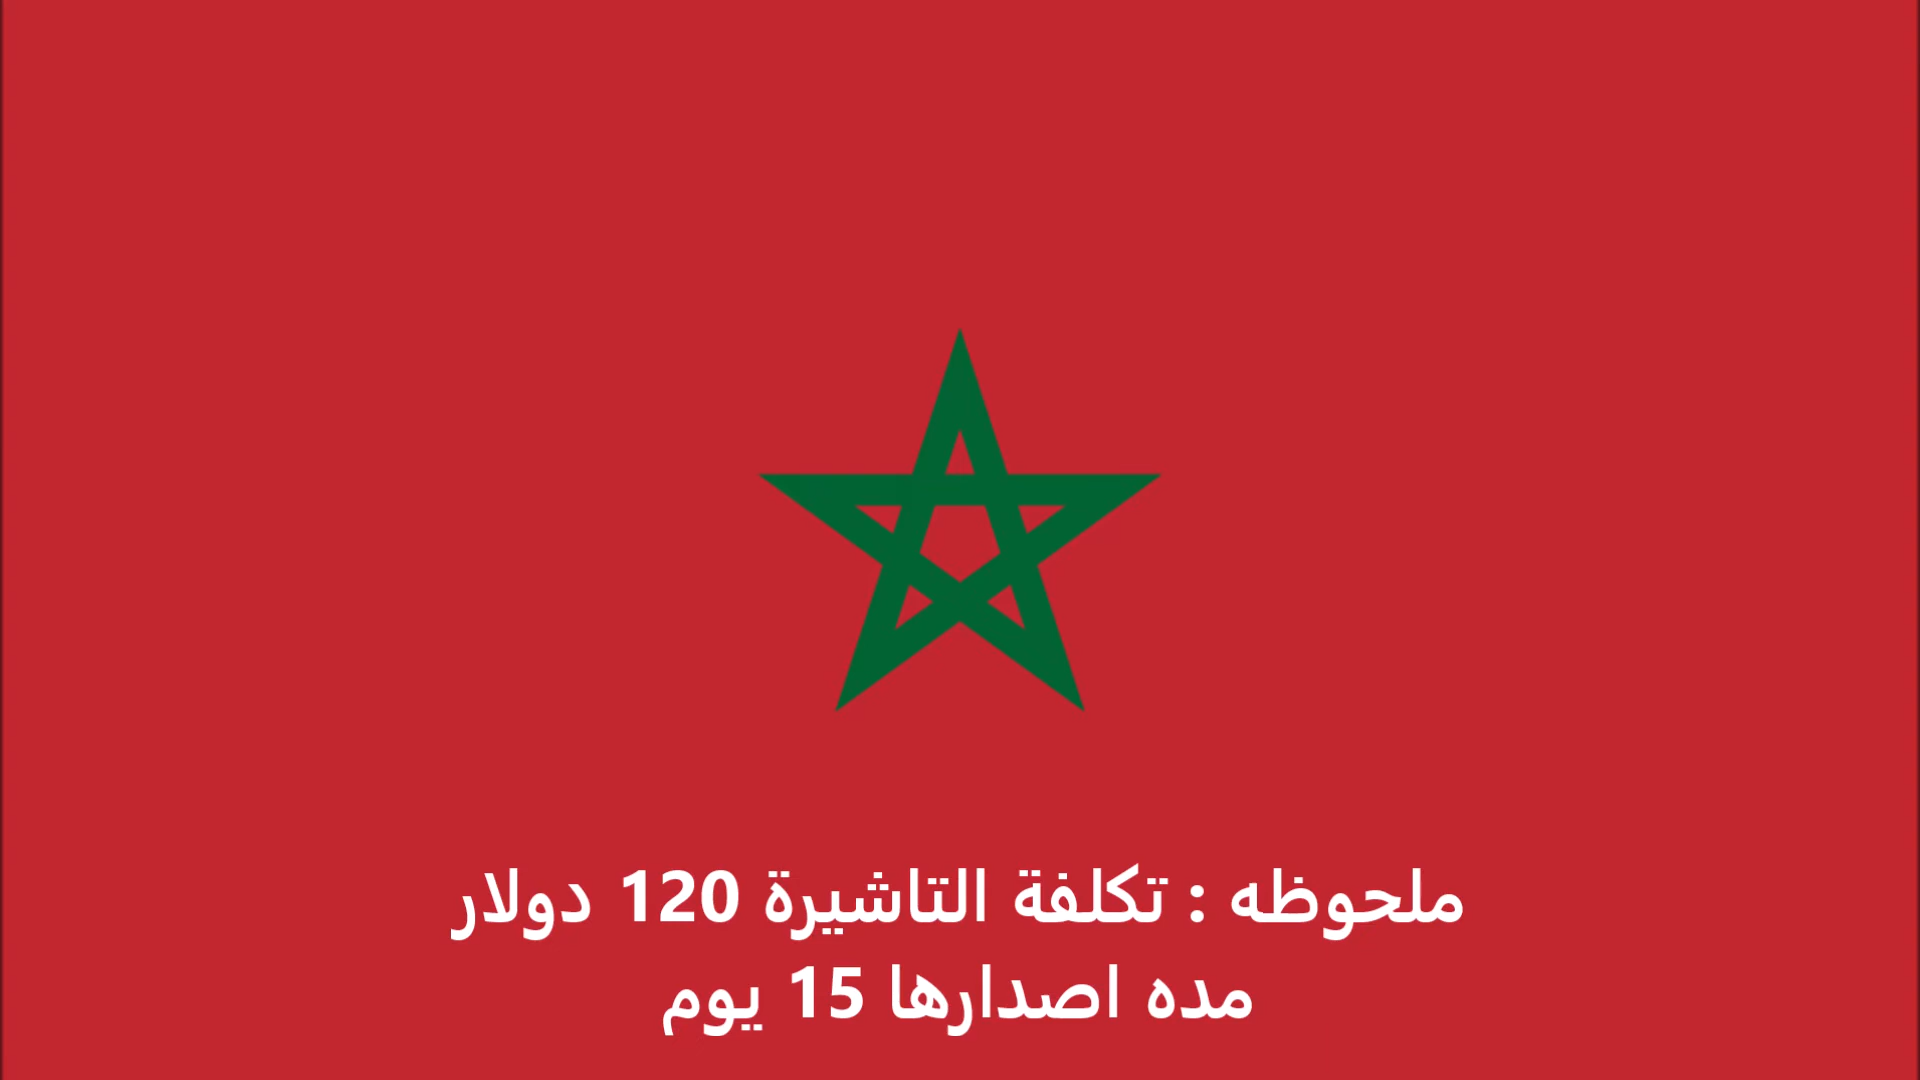 ملحوظه : تكلفة التاشيرة 120 دولار
مده اصدارها 15 يوم